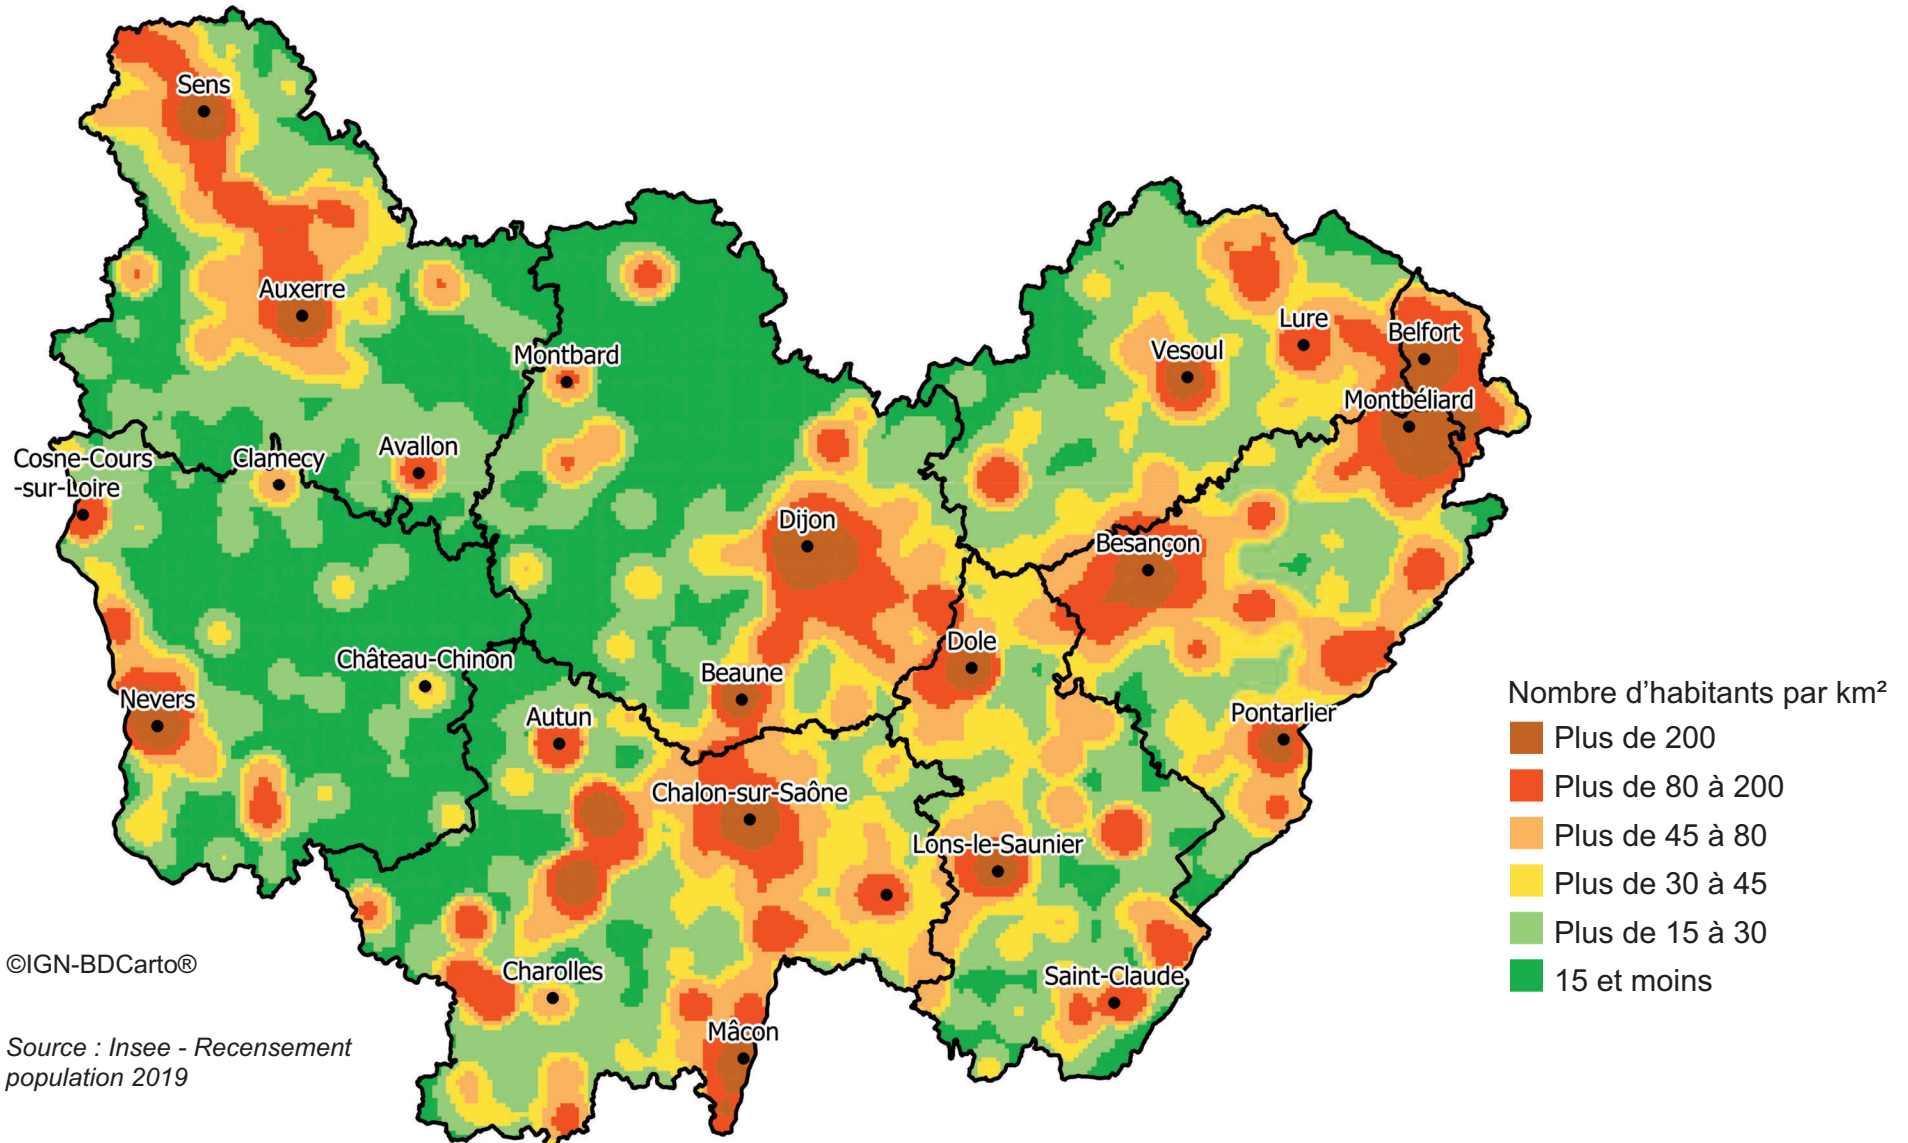 Sens
Auxerre
Montbard
Lure
Belfort
Vesoul
Montbéliard
Avallon
Cosne-Cours
-sur-Loire
Clamecy
Dijon
Besançon
Château-Chinon
Dole
Beaune
Nevers
Autun
Pontarlier
Chalon-sur-Saône
Lons-le-Saunier
Charolles
Saint-Claude
Mâcon
Nombre d’habitants par km²
Plus de 200
Plus de 80 à 200
Plus de 45 à 80
Plus de 30 à 45
Plus de 15 à 30
15 et moins
©IGN-BDCarto®
Source : Insee - Recensement
population 2019